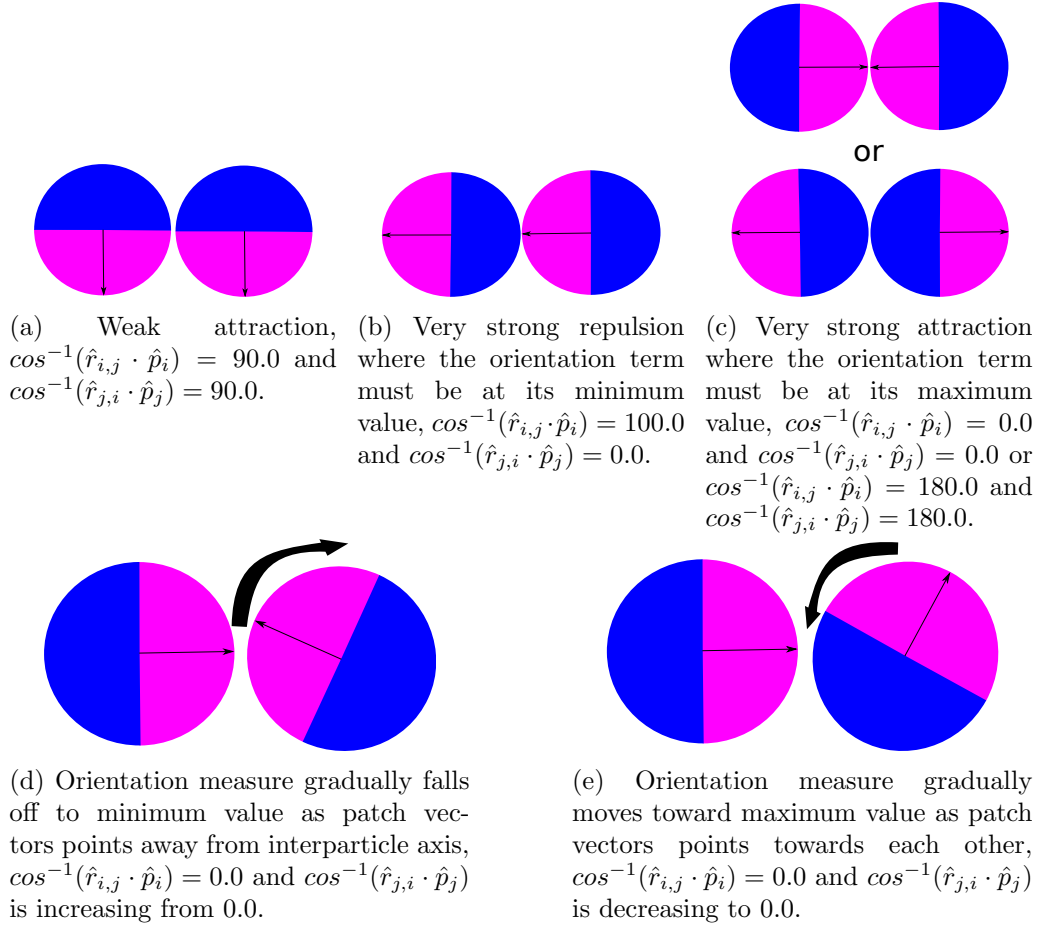 or
(a) Weak attraction,
cos⁻¹(r̂ᵢ,ⱼ · p̂ᵢ) = 90.0 and
cos⁻¹(r̂ⱼ,ᵢ · p̂ⱼ) = 90.0.
(b) Very strong repulsion
where the orientation term
must be at its minimum
value, cos⁻¹(r̂ᵢ,ⱼ · p̂ᵢ) = 100.0
and cos⁻¹(r̂ⱼ,ᵢ · p̂ⱼ) = 0.0.
(c) Very strong attraction
where the orientation term
must be at its maximum
value, cos⁻¹(r̂ᵢ,ⱼ · p̂ᵢ) = 0.0
and cos⁻¹(r̂ⱼ,ᵢ · p̂ⱼ) = 0.0 or
cos⁻¹(r̂ᵢ,ⱼ · p̂ᵢ) = 180.0 and
cos⁻¹(r̂ⱼ,ᵢ · p̂ⱼ) = 180.0.
(d) Orientation measure gradually falls
off to minimum value as patch vec-
tors points away from interparticle axis,
cos⁻¹(r̂ᵢ,ⱼ · p̂ᵢ) = 0.0 and cos⁻¹(r̂ⱼ,ᵢ · p̂ⱼ)
is increasing from 0.0.
(e) Orientation measure gradually
moves toward maximum value as patch
vectors points towards each other,
cos⁻¹(r̂ᵢ,ⱼ · p̂ᵢ) = 0.0 and cos⁻¹(r̂ⱼ,ᵢ · p̂ⱼ)
is decreasing to 0.0.